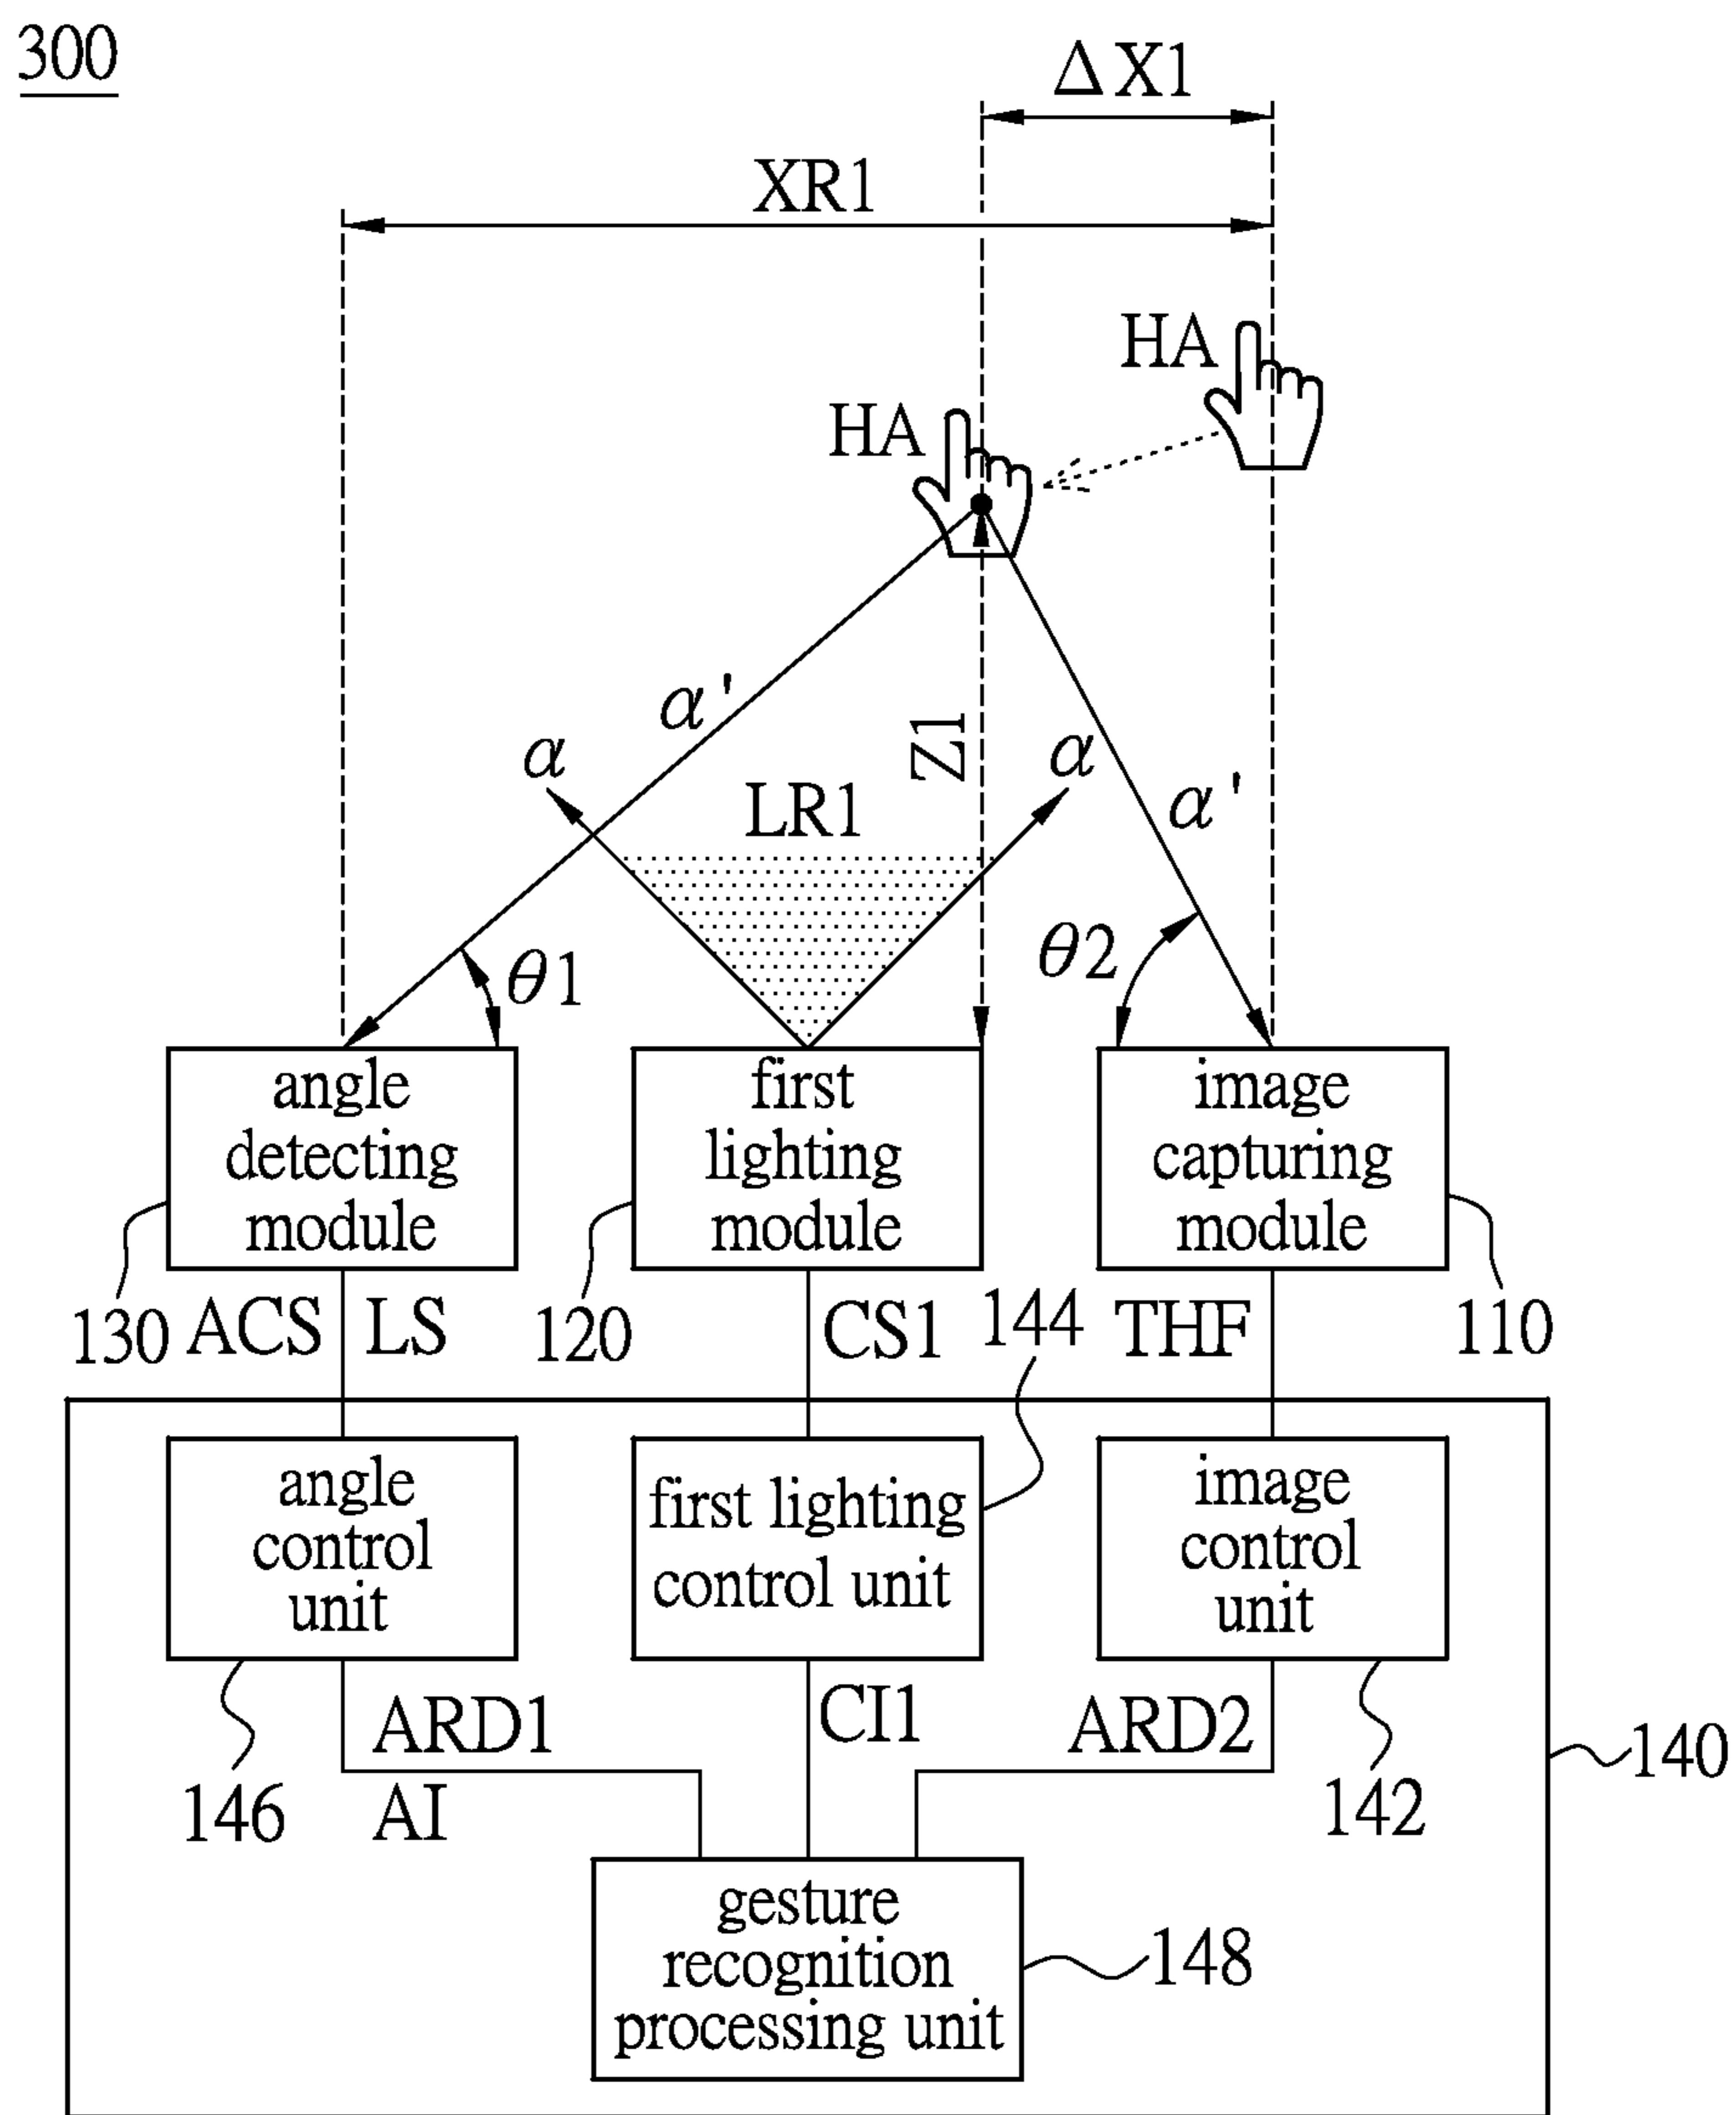 300
ΔX1
XR1
HA
HA
α'
α
Z1
α
LR1
α'
θ1
θ2
angle
detecting
module
first
lighting
module
image
capturing
module
130
ACS
LS
120
CS1
144
THF
110
angle
control
unit
first lighting
control unit
image
control
unit
ARD1
CI1
ARD2
146
AI
142
140
gesture
recognition
processing unit
148